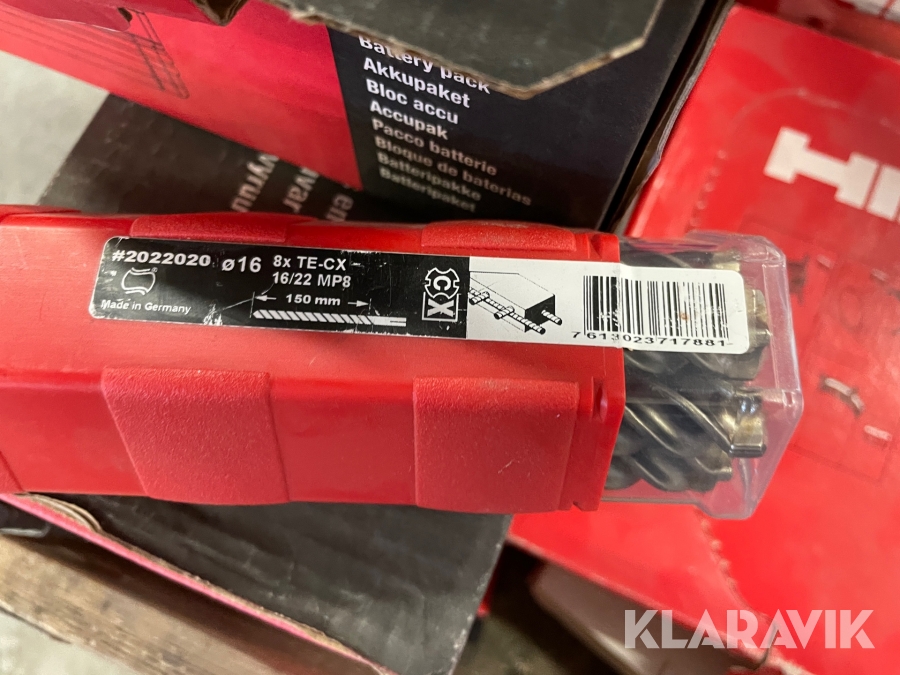 Battery pack
Akkupaket
Bloc accu
Accupak
Pacco batterie
Bloque de baterias
Batteripakke
Batteripaket
#2022020
Made in Germany
ø16
8x TE-CX -
16/22 MP8
150 mm
CX
7613023717881
KLARAVIK